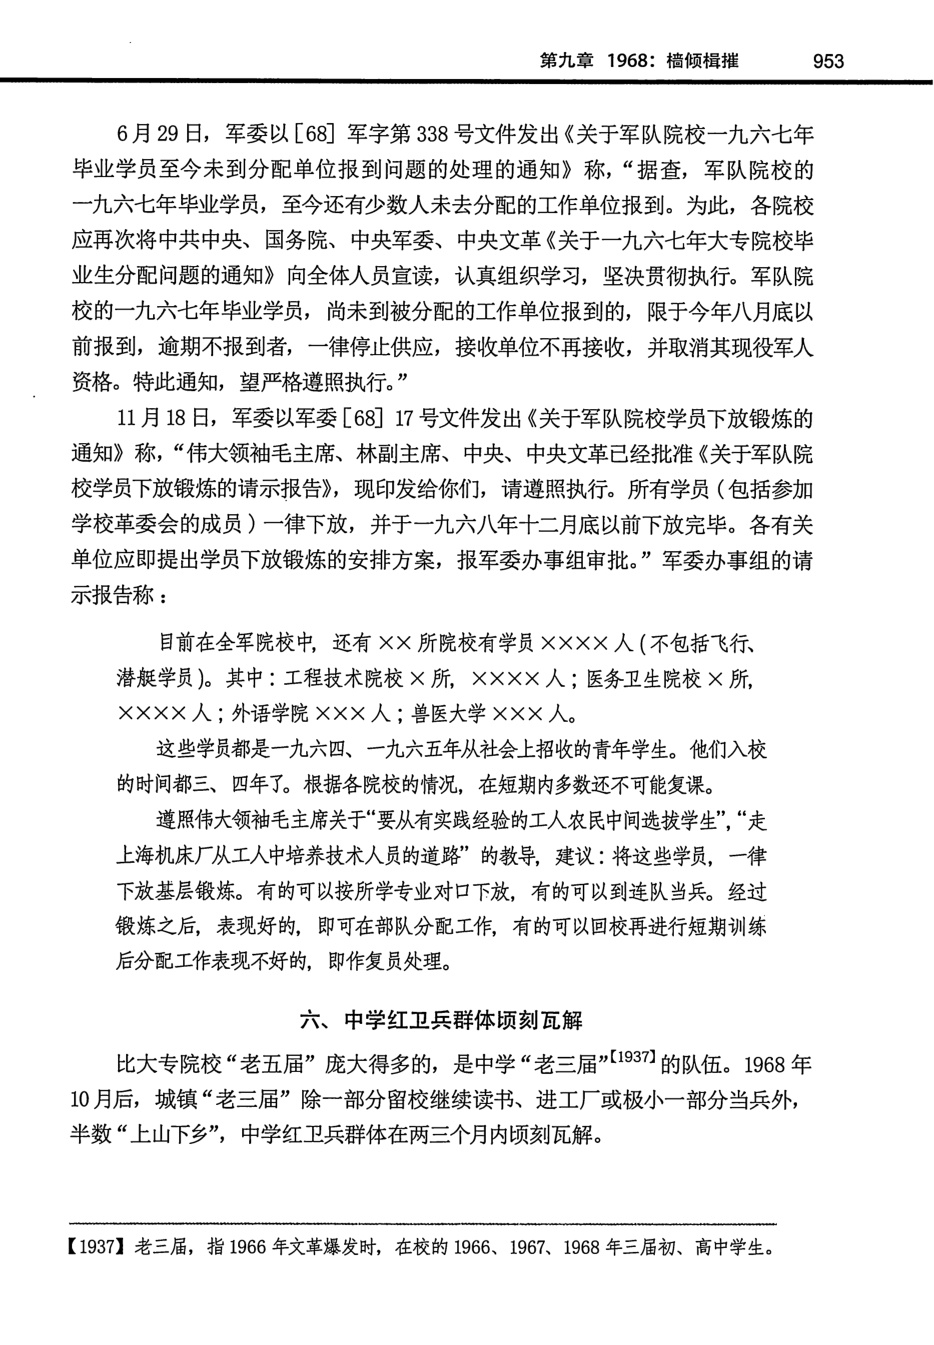 第九章 1968：樯倾楫摧 953
6月29日，军委以［68］军字第338号文件发出《关于军队院校一九六七年
毕业学员至今未到分配单位报到问题的处理的通知》称，“据查，军队院校的
一九六七年毕业学员，至今还有少数人未去分配的工作单位报到。为此，各院校
应再次将中共中央、国务院、中央军委、中央文革《关于一九六七年大专院校毕
业生分配问题的通知》向全体人员宣读，认真组织学习，坚决贯彻执行。军队院
校的一九六七年毕业学员，尚未到被分配的工作单位报到的，限于今年八月底以
前报到，逾期不报到者，一律停止供应，接收单位不再接收，并取消其现役军人
资格。特此通知，望严格遵照执行。”
11月18日，军委以军委［68］17号文件发出《关于军队院校学员下放锻炼的
通知》称，“伟大领袖毛主席、林副主席、中央、中央文革已经批准《关于军队院
校学员下放锻炼的请示报告》，现印发给你们，请遵照执行。所有学员（包括参加
学校革委会的成员）一律下放，并于一九六八年十二月底以前下放完毕。各有关
单位应即提出学员下放锻炼的安排方案，报军委办事组审批。”军委办事组的请
示报告称：
目前在全军院校中，还有××所院校有学员××××人（不包括飞行、
潜艇学员）。其中：工程技术院校×所，××××人；医务卫生院校×所，
××××人；外语学院×××人；兽医大学×××人。
这些学员都是一九六四、一九六五年从社会上招收的青年学生。他们入校
的时间都三、四年了。根据各院校的情况，在短期内多数还不可能复课。
遵照伟大领袖毛主席关于“要从有实践经验的工人农民中间选拔学生”，“走
上海机床厂从工人中培养技术人员的道路”的教导，建议：将这些学员，一律
下放基层锻炼。有的可以按所学专业对口下放，有的可以到连队当兵。经过
锻炼之后，表现好的，即可在部队分配工作，有的可以回校再进行短期训练
后分配工作表现不好的，即作复员处理。
六、中学红卫兵群体顷刻瓦解
比大专院校“老五届”庞大得多的，是中学“老三届”【1937】的队伍。1968年
10月后，城镇“老三届”除一部分留校继续读书、进工厂或极小一部分当兵外，
半数“上山下乡”，中学红卫兵群体在两三个月内顷刻瓦解。
【1937】老三届，指1966年文革爆发时，在校的1966、1967、1968年三届初、高中学生。